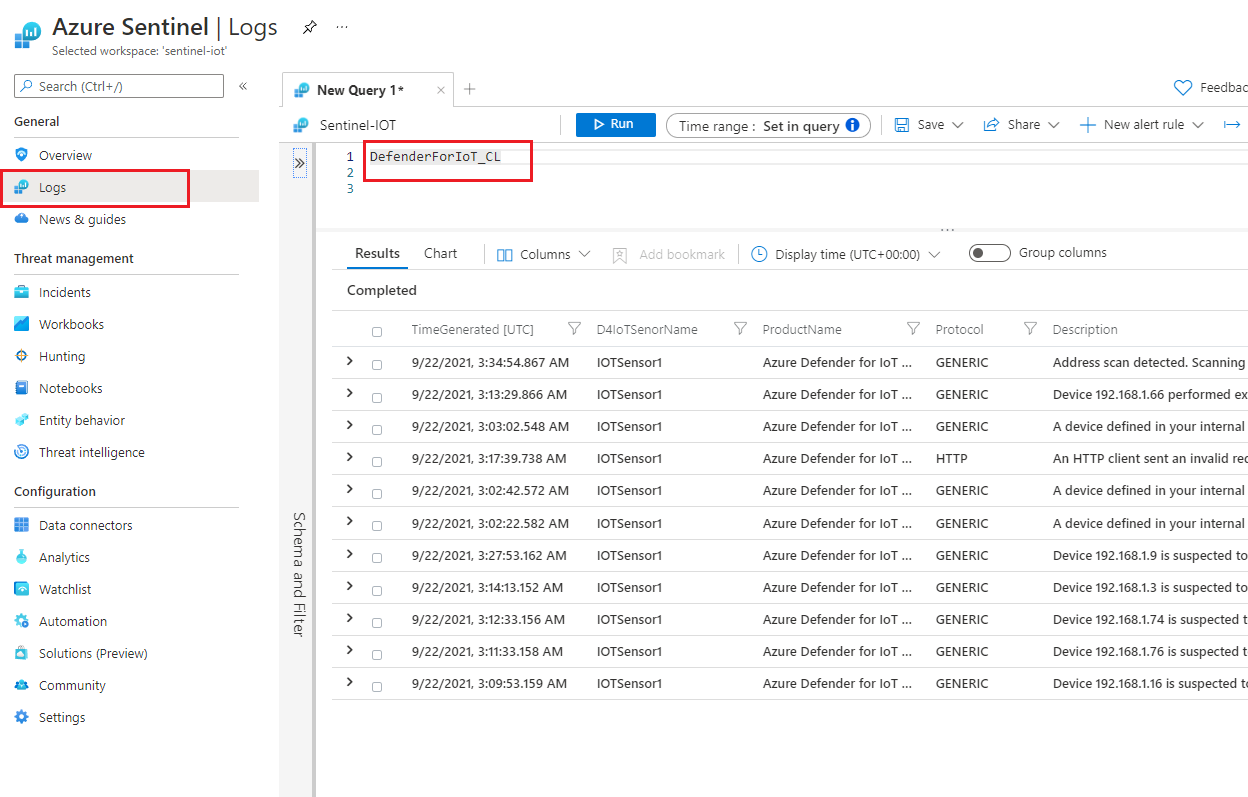 Azure Sentinel | Logs
Selected workspace: 'sentinel-iot'
Search (Ctrl+/)
«
General
Overview
Logs
News & guides
Threat management
Incidents
Workbooks
Hunting
Notebooks
Entity behavior
Threat intelligence
Configuration
Data connectors
Analytics
Watchlist
Automation
Solutions (Preview)
Community
Settings
New Query 1*
Feedbac
Sentinel-IOT
Run
Time range : Set in query
Save
Share
New alert rule
1 DefenderForIoT_CL
2
3
Schema and Filter
Results Chart Columns Add bookmark Display time (UTC+00:00) Group columns
Completed
TimeGenerated [UTC] D4IoTSenorName ProductName Protocol Description
9/22/2021, 3:34:54.867 AM IOTSensor1 Azure Defender for IoT ... GENERIC Address scan detected. Scanning
9/22/2021, 3:13:29.866 AM IOTSensor1 Azure Defender for IoT ... GENERIC Device 192.168.1.66 performed ex
9/22/2021, 3:03:02.548 AM IOTSensor1 Azure Defender for IoT ... GENERIC A device defined in your internal
9/22/2021, 3:17:39.738 AM IOTSensor1 Azure Defender for IoT ... HTTP An HTTP client sent an invalid rec
9/22/2021, 3:02:42.572 AM IOTSensor1 Azure Defender for IoT ... GENERIC A device defined in your internal
9/22/2021, 3:02:22.582 AM IOTSensor1 Azure Defender for IoT ... GENERIC A device defined in your internal
9/22/2021, 3:27:53.162 AM IOTSensor1 Azure Defender for IoT ... GENERIC Device 192.168.1.9 is suspected to
9/22/2021, 3:14:13.152 AM IOTSensor1 Azure Defender for IoT ... GENERIC Device 192.168.1.3 is suspected to
9/22/2021, 3:12:33.156 AM IOTSensor1 Azure Defender for IoT ... GENERIC Device 192.168.1.74 is suspected t
9/22/2021, 3:11:33.158 AM IOTSensor1 Azure Defender for IoT ... GENERIC Device 192.168.1.76 is suspected t
9/22/2021, 3:09:53.159 AM IOTSensor1 Azure Defender for IoT ... GENERIC Device 192.168.1.16 is suspected to